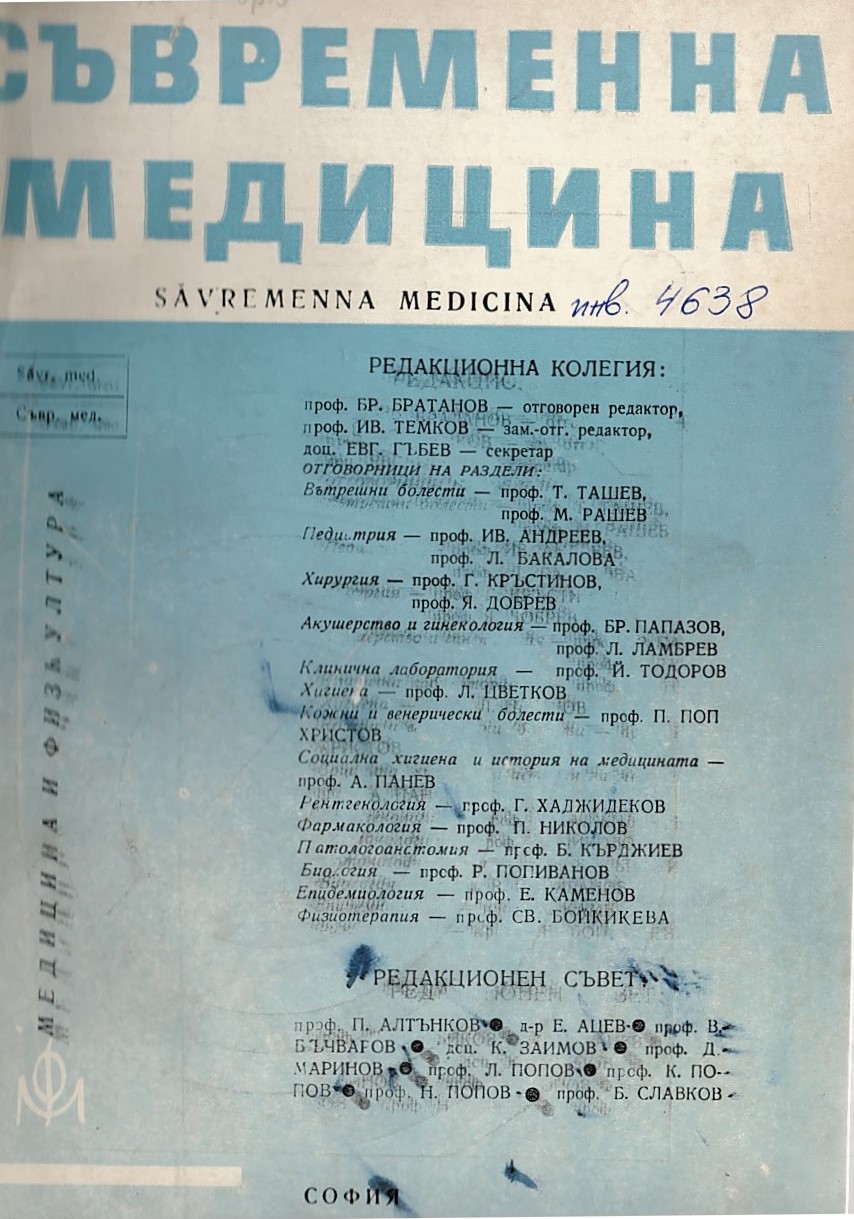 СЪВРЕМЕННА
МЕДИЦИНА
SĂVREMENNA MEDICINA инв. 4638
Săvr. med.
Съвр. мед.
МЕДИЦИНА И ФИЗКУЛТУРА
РЕДАКЦИОННА КОЛЕГИЯ:
проф. БР. БРАТАНОВ — отговорен редактор,
проф. ИВ. ТЕМКОВ — зам.-отг. редактор,
доц. ЕВГ. ГЪБЕВ — секретар
ОТГОВОРНИЦИ НА РАЗДЕЛИ:
Вътрешни болести — проф. Т. ТАШЕВ,
проф. М. РАШЕВ
Педиатрия — проф. ИВ. АНДРЕЕВ,
проф. Л. БАКАЛОВА
Хирургия — проф. Г. КРЪСТИНОВ,
проф. Я. ДОБРЕВ
Акушерство и гинекология — проф. БР. ПАПАЗОВ,
проф. Л. ЛАМБРЕВ
Клинична лаборатория — проф. Й. ТОДОРОВ
Хигиена — проф. Л. ЦВЕТКОВ
Кожни и венерически болести — проф. П. ПОП
ХРИСТОВ
Социална хигиена и история на медицината —
проф. А. ПАНЕВ
Рентгенология — проф. Г. ХАДЖИДЕКОВ
Фармакология — проф. П. НИКОЛОВ
Патологоанатомия — проф. Б. КЪРДЖИЕВ
Биология — проф. Р. ПОПИВАНОВ
Епидемиология — проф. Е. КАМЕНОВ
Физиотерапия — проф. СВ. БОЙКИКЕВА
РЕДАКЦИОНЕН СЪВЕТ:
проф. П. АЛТЪНКОВ ● д-р Е. АЦЕВ ● проф. В.
БЪЧВАРОВ ● доц. К. ЗАИМОВ ● проф. Д.
МАРИНОВ ● проф. Л. ПОПОВ ● проф. К. ПО-
ПОВ ● проф. Н. ПОПОВ ● проф. Б. СЛАВКОВ
СОФИЯ